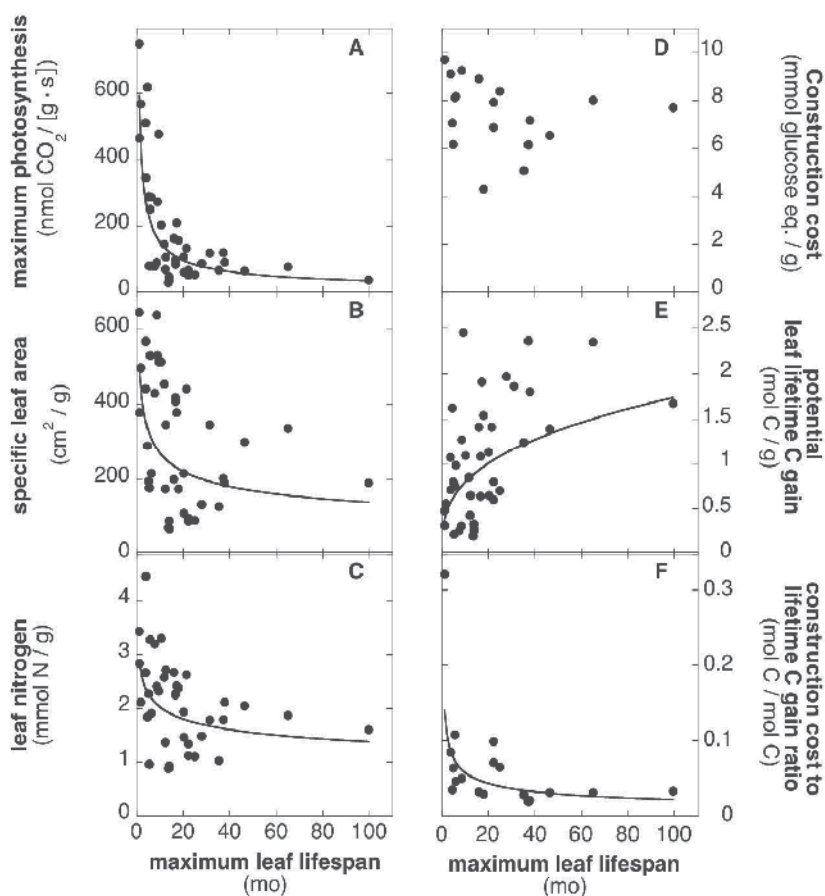 maximum photosynthesis
(nmol CO2 / [g · s])
600
400
200
0
A
D
10
8
6
4
2
0
Construction cost
(mmol glucose eq. / g)
specific leaf area
(cm2 / g)
600
400
200
0
B
E
2.5
2
1.5
1
0.5
0
potential
leaf lifetime C gain
(mol C / g)
leaf nitrogen
(mmol N / g)
4
3
2
1
0
C
F
0.3
0.2
0.1
0
construction cost to
lifetime C gain ratio
(mol C / mol C)
0 20 40 60 80 100
0 20 40 60 80 100
maximum leaf lifespan
(mo)
maximum leaf lifespan
(mo)